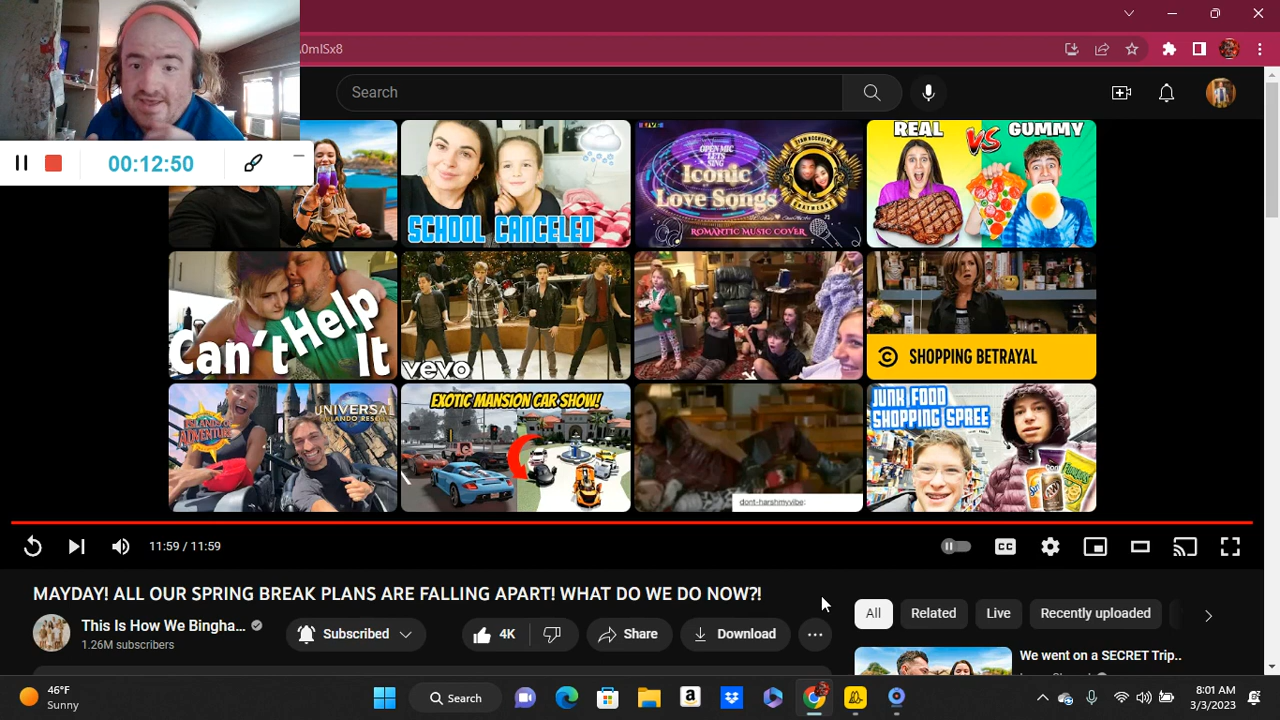 0mISx8
Search
00:12:50
SCHOOL CANCELED
LIVE
OPEN MIC
LETS
SING
Iconic
Love Songs
ROMANTIC MUSIC COVER
REAL VS GUMMY
Can't Help It
vevo
SHOPPING BETRAYAL
ISLANDS OF ADVENTURE
UNIVERSAL
ORLANDO RESORT
EXOTIC MANSION CAR SHOW!
dont-harshmyvibe:
JUNK FOOD
SHOPPING SPREE
11:59 / 11:59
CC
MAYDAY! ALL OUR SPRING BREAK PLANS ARE FALLING APART! WHAT DO WE DO NOW?!
This Is How We Bingha...
1.26M subscribers
Subscribed
4K
Share
Download
All
Related
Live
Recently uploaded
We went on a SECRET Trip..
46°F
Sunny
Search
8:01 AM
3/3/2023